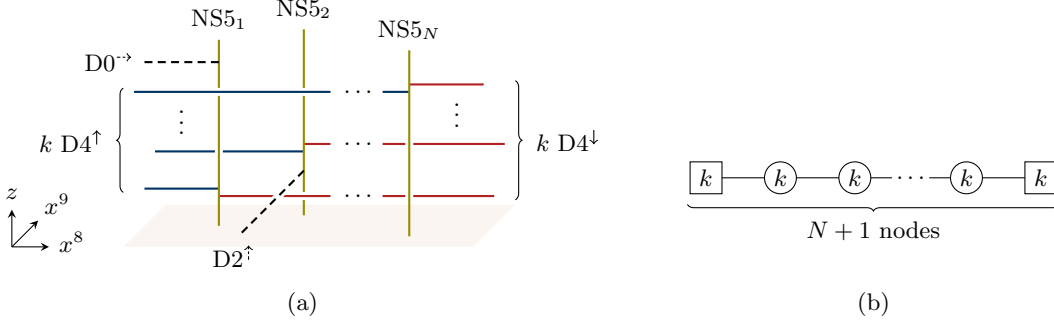 NS5₁
NS5₂
NS5_N
D0⇢
k D4↑
k D4↓
D2⇡
z
x⁹
x⁸
⋮
⋮
⋯
⋯
⋯
(a)
k
k
k
⋯
k
k
N + 1 nodes
(b)